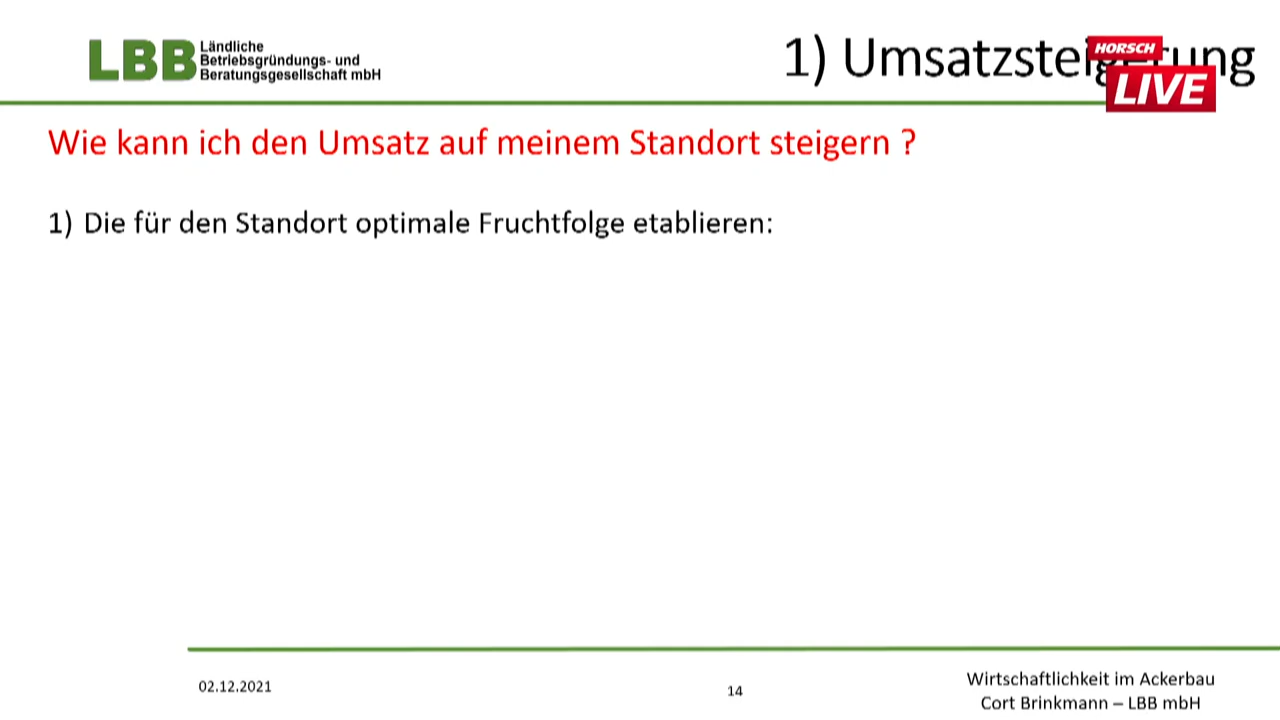 LBB Ländliche
Betriebsgründungs- und
Beratungsgesellschaft mbH
1) Umsatzsteigerung
HORSCH
LIVE
Wie kann ich den Umsatz auf meinem Standort steigern ?
1) Die für den Standort optimale Fruchtfolge etablieren:
02.12.2021
14
Wirtschaftlichkeit im Ackerbau
Cort Brinkmann – LBB mbH